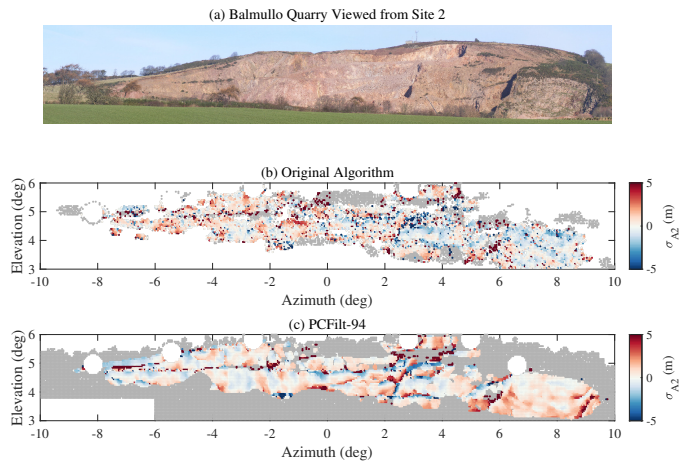 (a) Balmullo Quarry Viewed from Site 2
(b) Original Algorithm
6
5
4
3
Elevation (deg)
-10 -8 -6 -4 -2 0 2 4 6 8 10
Azimuth (deg)
5
0
-5
σA2 (m)
(c) PCFilt-94
6
5
4
3
Elevation (deg)
-10 -8 -6 -4 -2 0 2 4 6 8 10
Azimuth (deg)
5
0
-5
σA2 (m)